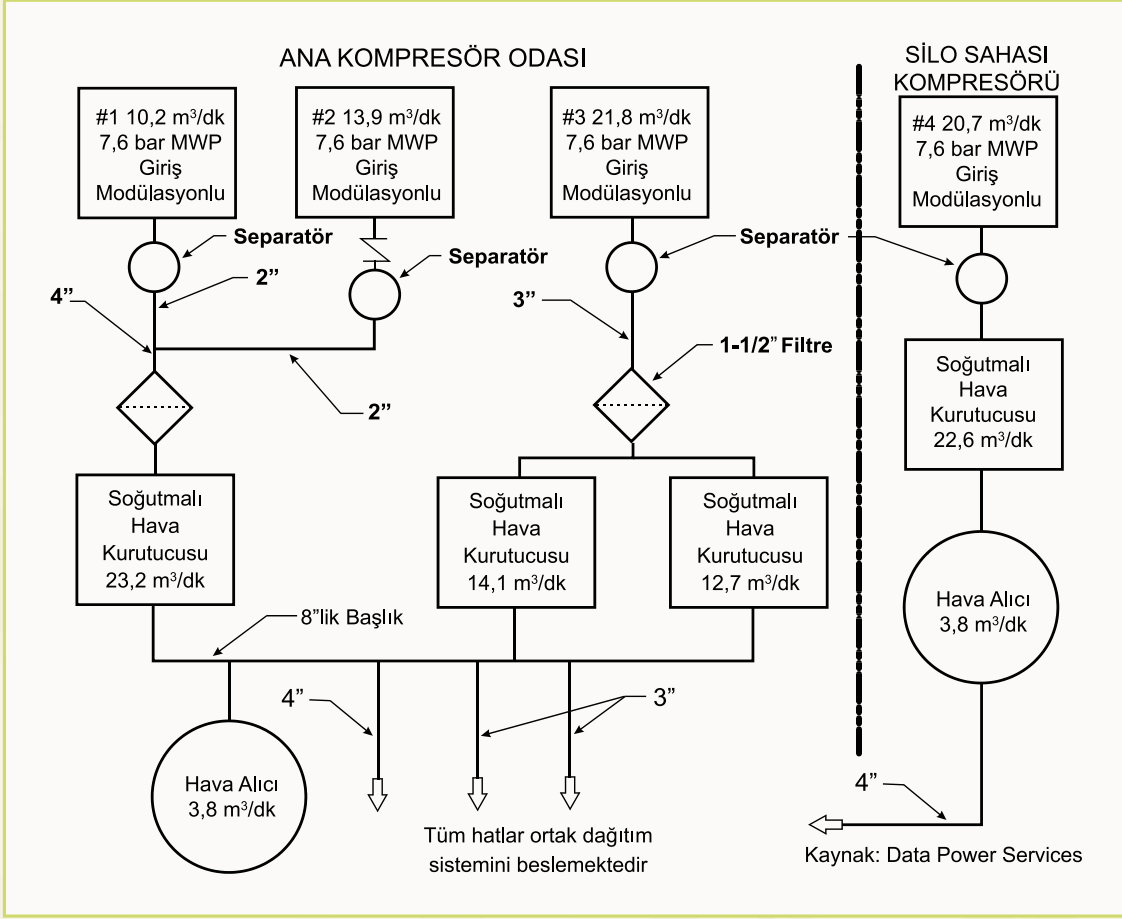 ANA KOMPRESÖR ODASI
SİLO SAHASI
KOMPRESÖRÜ
#1 10,2 m³/dk
7,6 bar MWP
Giriş
Modülasyonlu
#2 13,9 m³/dk
7,6 bar MWP
Giriş
Modülasyonlu
#3 21,8 m³/dk
7,6 bar MWP
Giriş
Modülasyonlu
#4 20,7 m³/dk
7,6 bar MWP
Giriş
Modülasyonlu
Separatör
Separatör
Separatör
2”
4”
3”
2”
1-1/2” Filtre
Soğutmalı
Hava
Kurutucusu
23,2 m³/dk
Soğutmalı
Hava
Kurutucusu
14,1 m³/dk
Soğutmalı
Hava
Kurutucusu
12,7 m³/dk
Soğutmalı
Hava
Kurutucusu
22,6 m³/dk
8”lik Başlık
Hava Alıcı
3,8 m³/dk
4”
3”
Hava Alıcı
3,8 m³/dk
4”
Tüm hatlar ortak dağıtım
sistemini beslemektedir
Kaynak: Data Power Services